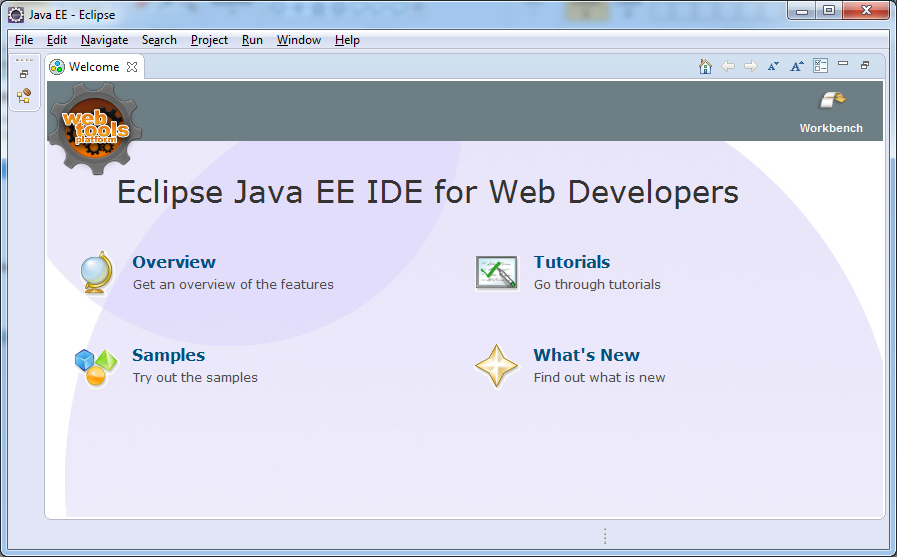 Java EE - Eclipse
File Edit Navigate Search Project Run Window Help
Welcome
web
tools
platform
Workbench
Eclipse Java EE IDE for Web Developers
Overview
Get an overview of the features
Tutorials
Go through tutorials
Samples
Try out the samples
What's New
Find out what is new